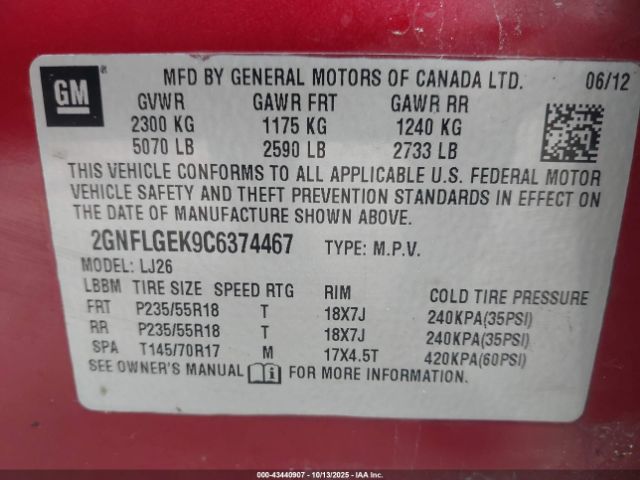 GM ®
MFD BY GENERAL MOTORS OF CANADA LTD. 06/12
GVWR GAWR FRT GAWR RR
2300 KG 1175 KG 1240 KG
5070 LB 2590 LB 2733 LB
THIS VEHICLE CONFORMS TO ALL APPLICABLE U.S. FEDERAL MOTOR
VEHICLE SAFETY AND THEFT PREVENTION STANDARDS IN EFFECT ON
THE DATE OF MANUFACTURE SHOWN ABOVE.
2GNFLGEK9C6374467 TYPE: M.P.V.
MODEL: LJ26
LBBM TIRE SIZE SPEED RTG RIM COLD TIRE PRESSURE
FRT P235/55R18 T 18X7J 240KPA(35PSI)
RR P235/55R18 T 18X7J 240KPA(35PSI)
SPA T145/70R17 M 17X4.5T 420KPA(60PSI)
SEE OWNER'S MANUAL FOR MORE INFORMATION.
000-43440907 - 10/13/2025 - IAAI.COM